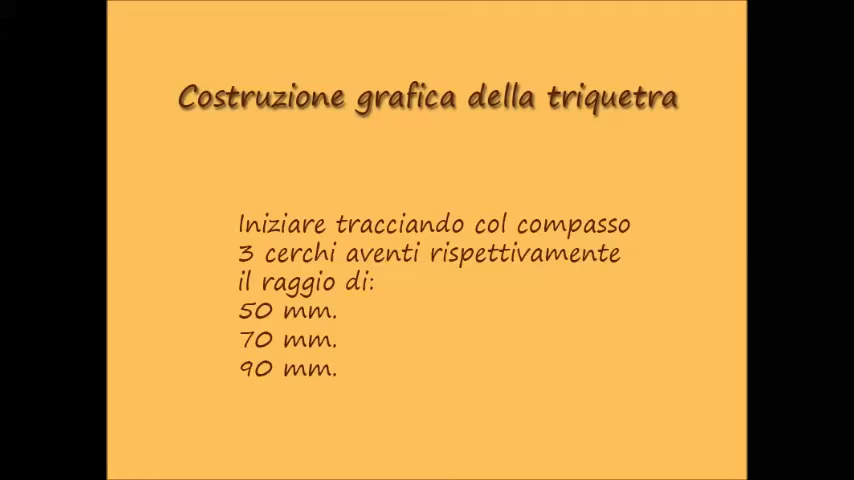 Costruzione grafica della triquetra
Iniziare tracciando col compasso
3 cerchi aventi rispettivamente
il raggio di:
50 mm.
70 mm.
90 mm.